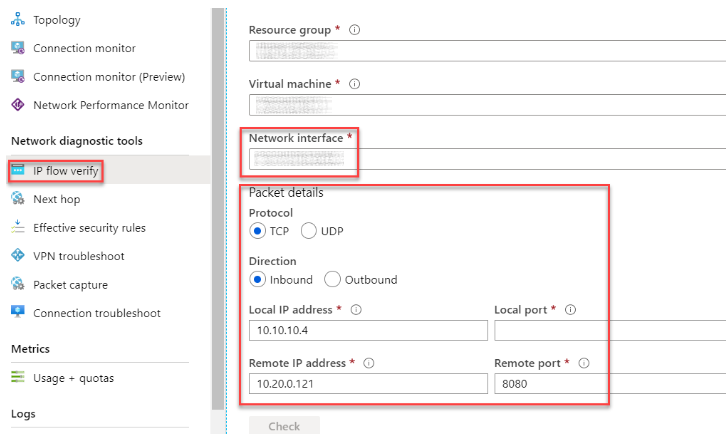 Topology
Connection monitor
Connection monitor (Preview)
Network Performance Monitor
Network diagnostic tools
IP flow verify
Next hop
Effective security rules
VPN troubleshoot
Packet capture
Connection troubleshoot
Metrics
Usage + quotas
Logs
Resource group *
Virtual machine *
Network interface *
Packet details
Protocol
TCP UDP
Direction
Inbound Outbound
Local IP address * Local port *
10.10.10.4
Remote IP address * Remote port *
10.20.0.121 8080
Check